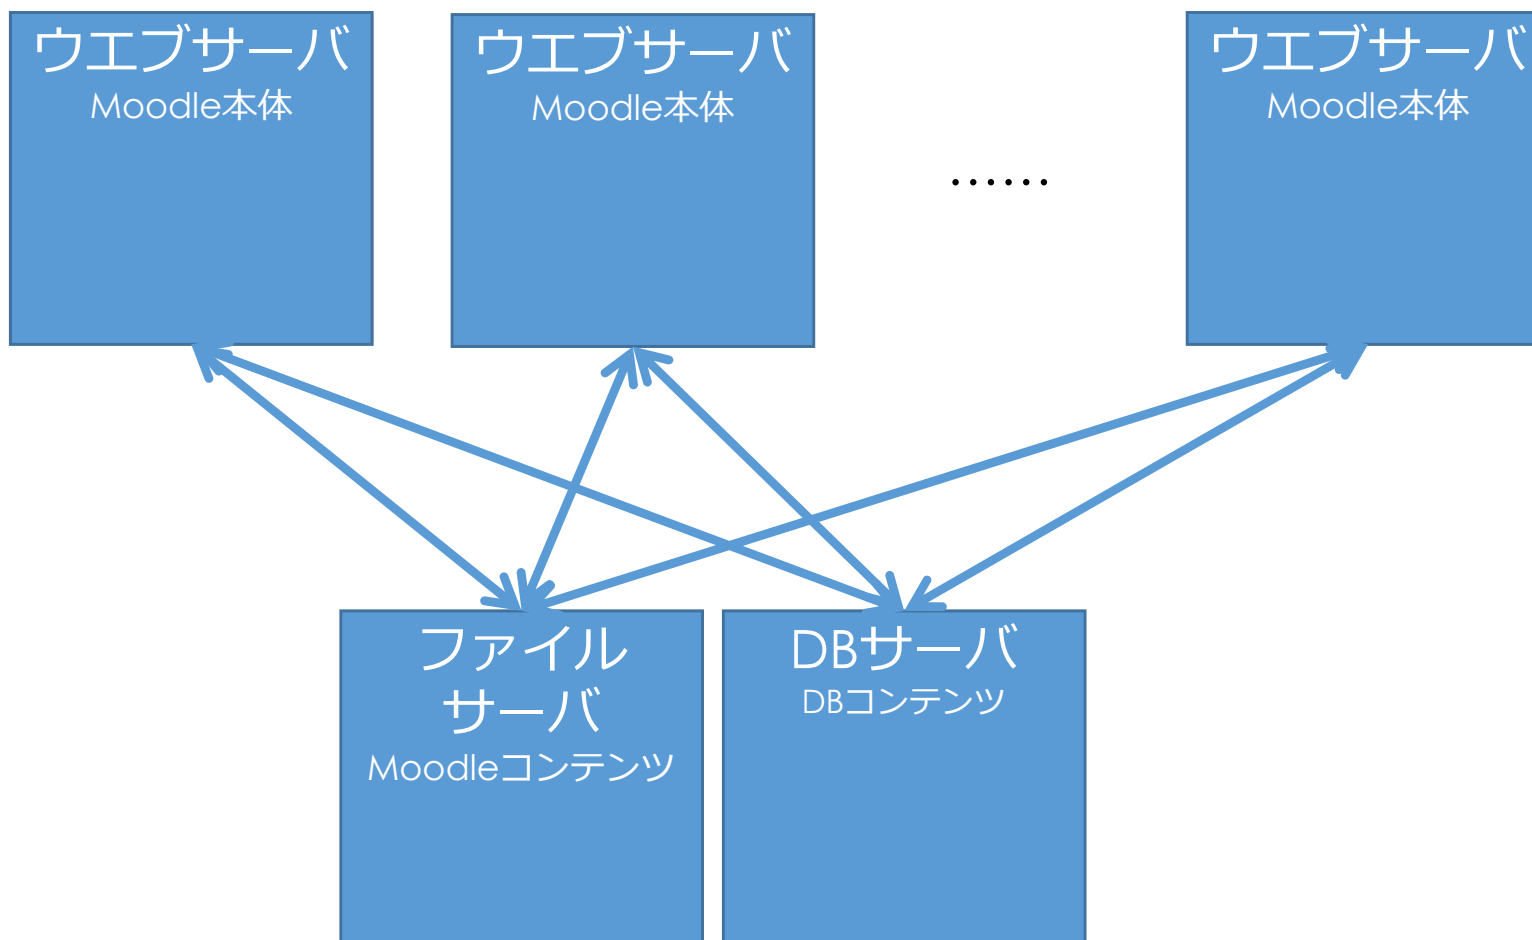 ウエブサーバ
Moodle本体
ウエブサーバ
Moodle本体
……
ウエブサーバ
Moodle本体
ファイル
サーバ
Moodleコンテンツ
DBサーバ
DBコンテンツ